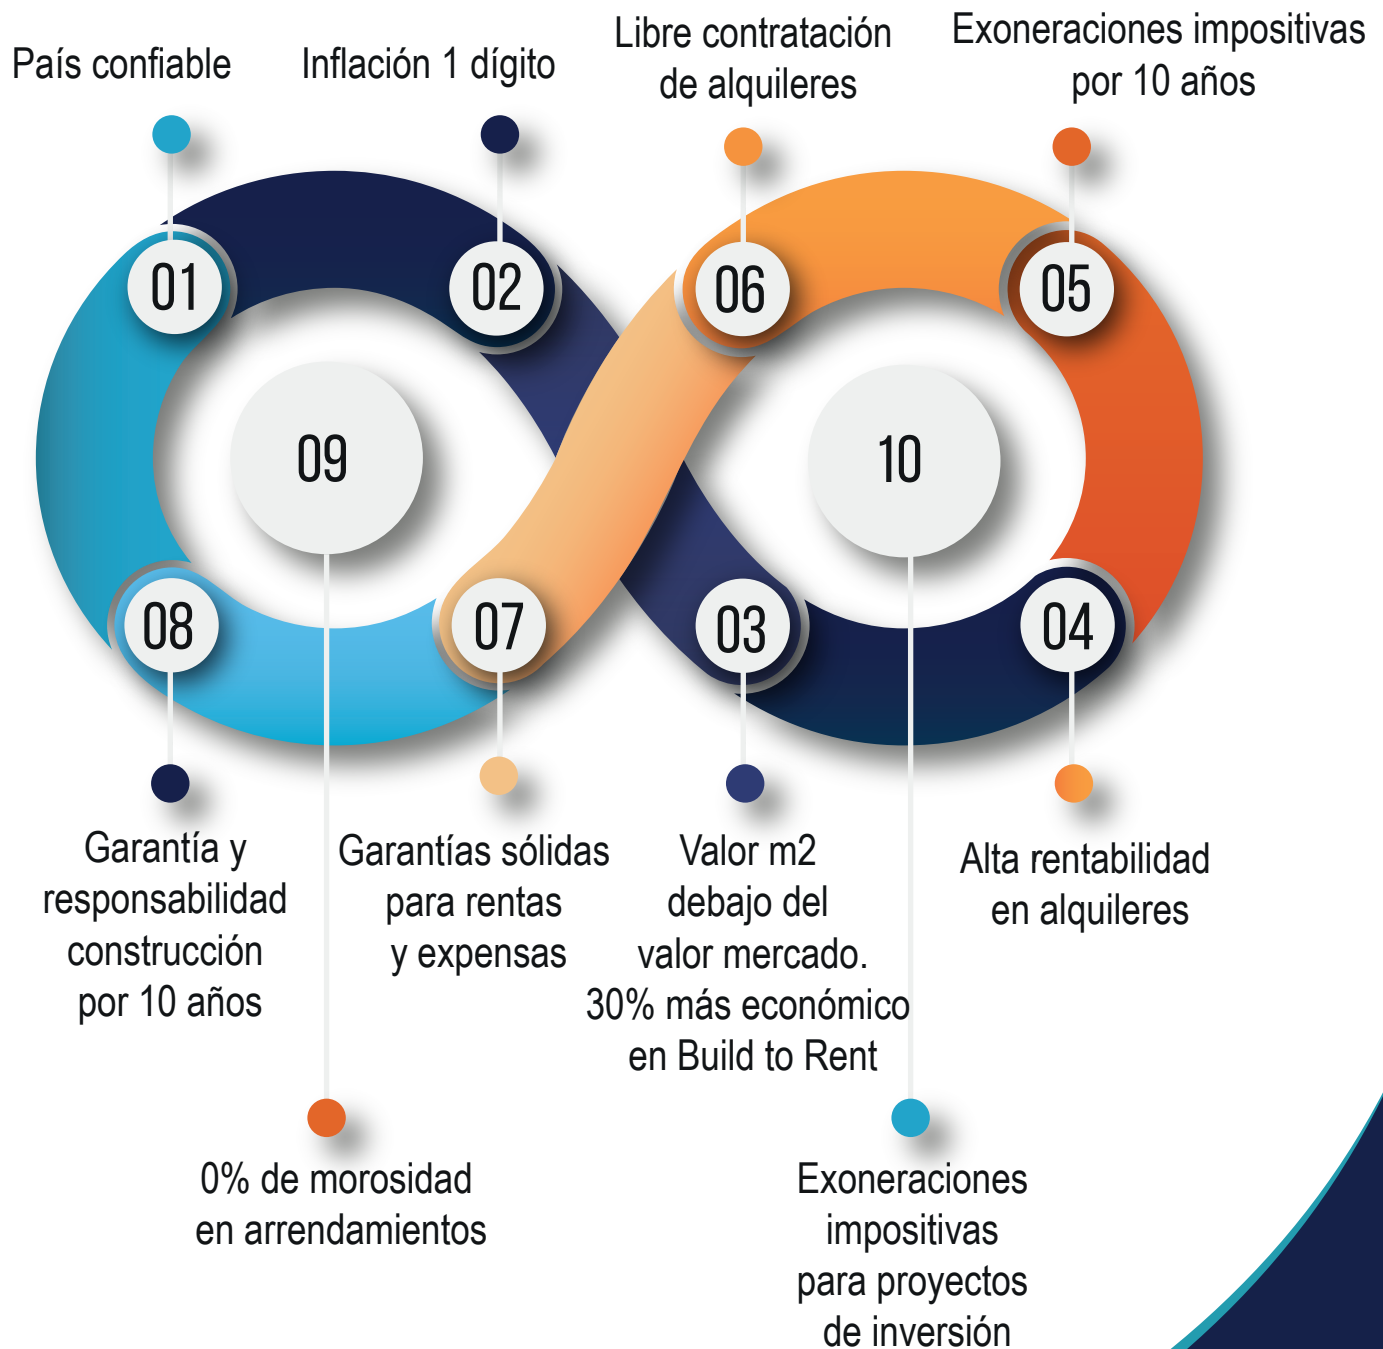 País confiable
Inflación 1 dígito
Libre contratación
de alquileres
Exoneraciones impositivas
por 10 años
01
02
06
05
09
10
08
07
03
04
Garantía y
responsabilidad
construcción
por 10 años
Garantías sólidas
para rentas
y expensas
Valor m2
debajo del
valor mercado.
30% más económico
en Build to Rent
Alta rentabilidad
en alquileres
0% de morosidad
en arrendamientos
Exoneraciones
impositivas
para proyectos
de inversión